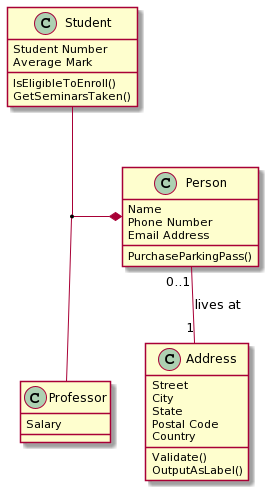 C Student
Student Number
Average Mark
IsEligibleToEnroll()
GetSeminarsTaken()
C Person
Name
Phone Number
Email Address
PurchaseParkingPass()
0..1
lives at
1
C Address
Street
City
State
Postal Code
Country
Validate()
OutputAsLabel()
C Professor
Salary